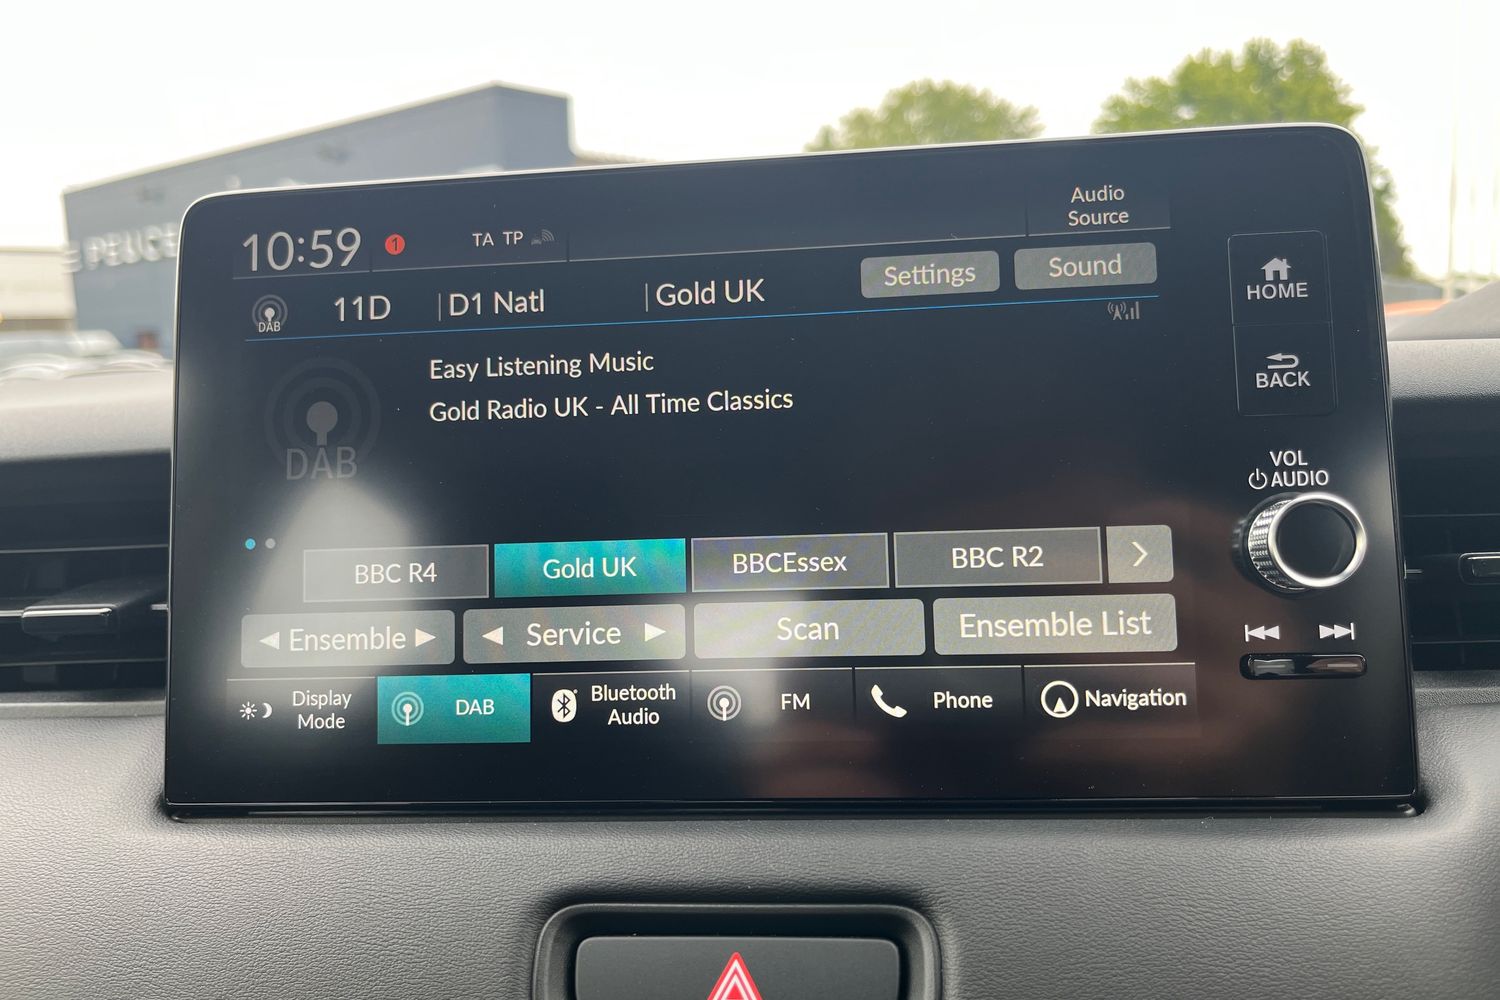 Audio
Source
10:59 1 TA TP
Settings Sound
DAB 11D D1 Natl Gold UK
HOME
Easy Listening Music
Gold Radio UK - All Time Classics
DAB
BACK
VOL
AUDIO
BBC R4 Gold UK BBCEssex BBC R2
Ensemble Service Scan Ensemble List
Display
Mode
DAB
Bluetooth
Audio
FM
Phone
Navigation